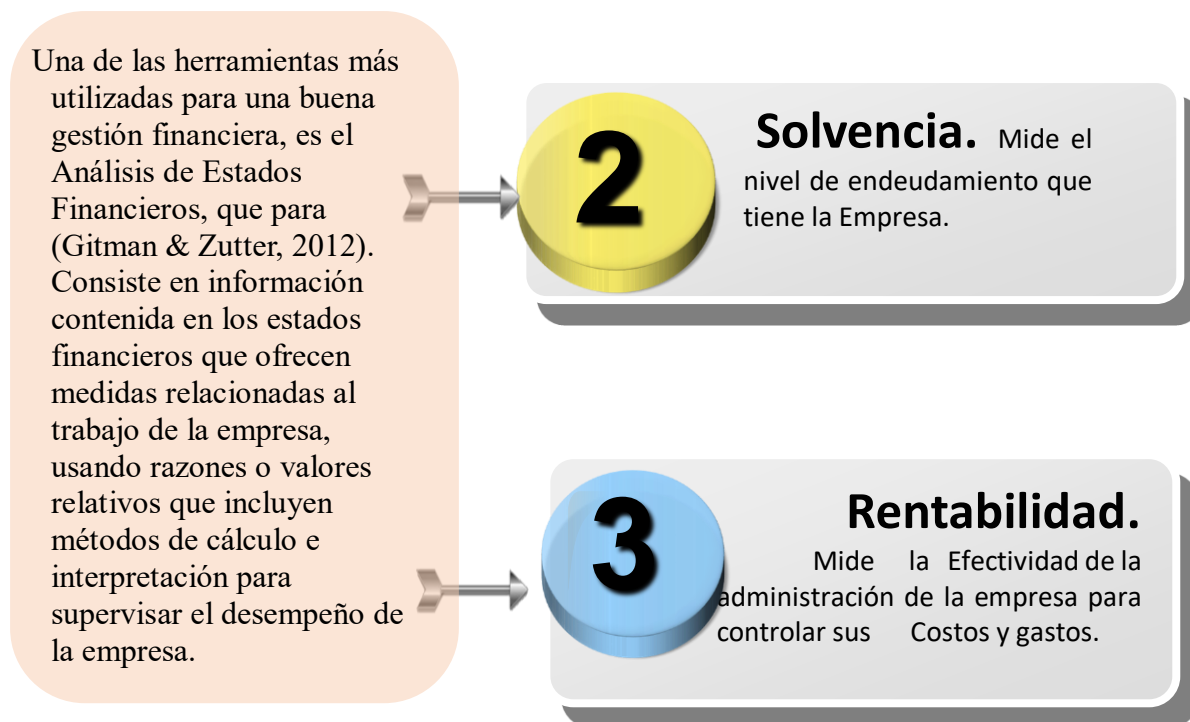 Una de las herramientas más
utilizadas para una buena
gestión financiera, es el
Análisis de Estados
Financieros, que para
(Gitman & Zutter, 2012).
Consiste en información
contenida en los estados
financieros que ofrecen
medidas relacionadas al
trabajo de la empresa,
usando razones o valores
relativos que incluyen
métodos de cálculo e
interpretación para
supervisar el desempeño de
la empresa.
2
Solvencia. Mide el
nivel de endeudamiento que
tiene la Empresa.
3
Rentabilidad.
Mide la Efectividad de la
administración de la empresa para
controlar sus Costos y gastos.